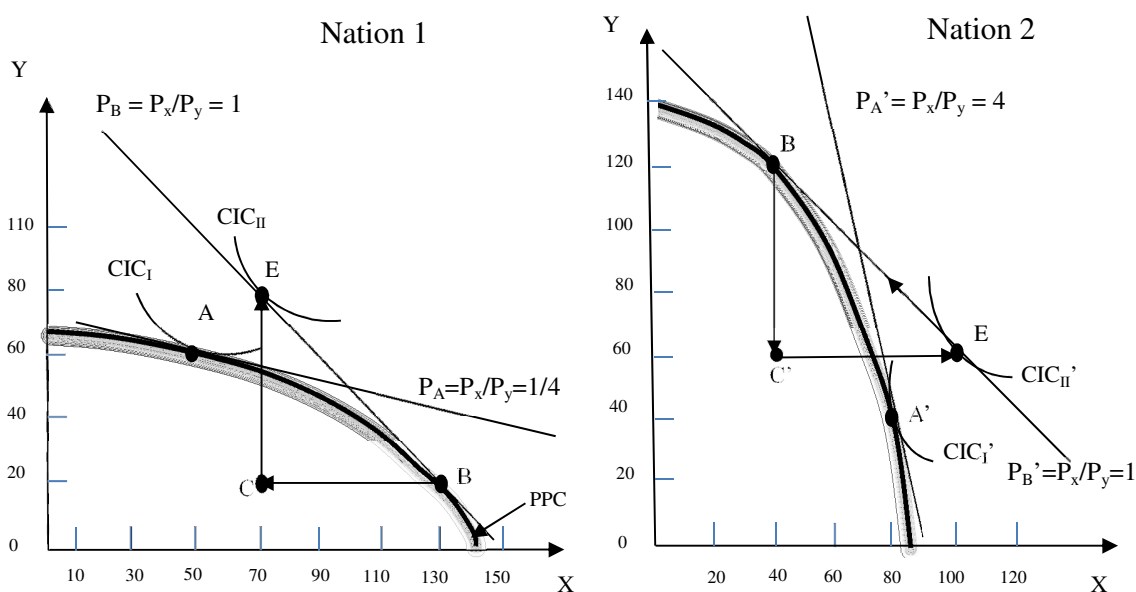 Nation 1
Y
P_B = P_x/P_y = 1
110
CIC_II
E
80
CIC_I
A
60
P_A=P_x/P_y=1/4
40
20
C
B
PPC
0
10 30 50 70 90 110 130 150
X
Nation 2
Y
P_A’= P_x/P_y = 4
140
B
120
100
80
E
60
C’
CIC_II’
40
A’
CIC_I’
P_B’=P_x/P_y=1
20
0
20 40 60 80 100 120
X